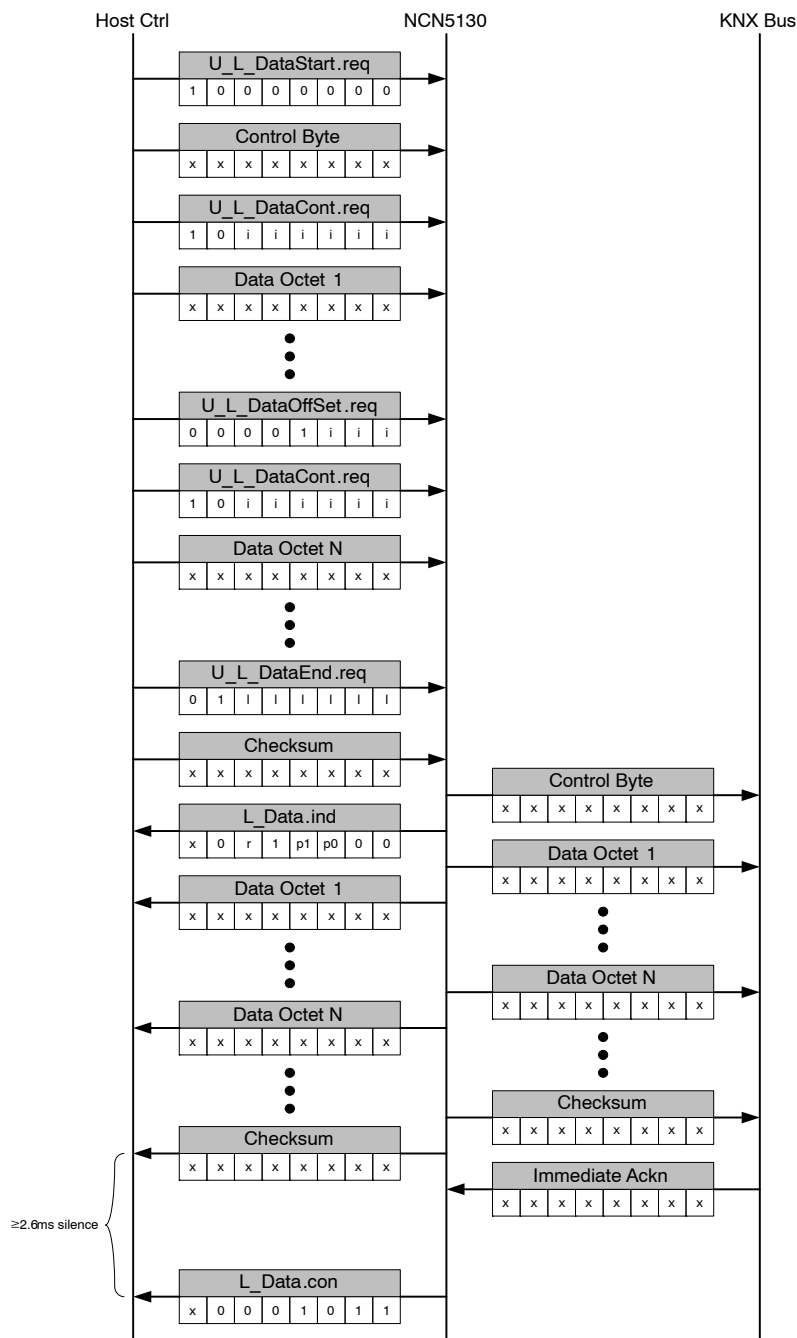 Host Ctrl NCN5130 KNX Bus
U_L_DataStart.req
1 0 0 0 0 0 0 0
Control Byte
x x x x x x x x
U_L_DataCont.req
1 0 i i i i i i
Data Octet 1
x x x x x x x x
U_L_DataOffSet.req
0 0 0 0 1 i i i
U_L_DataCont.req
1 0 i i i i i i
Data Octet N
x x x x x x x x
U_L_DataEnd.req
0 1 l l l l l l
Checksum
x x x x x x x x
Control Byte
x x x x x x x x
L_Data.ind
x 0 r 1 p1 p0 0 0
Data Octet 1
x x x x x x x x
Data Octet 1
x x x x x x x x
Data Octet N
x x x x x x x x
Data Octet N
x x x x x x x x
Checksum
x x x x x x x x
Checksum
x x x x x x x x
Immediate Ackn
x x x x x x x x
≥2.6ms silence
L_Data.con
x 0 0 0 1 0 1 1